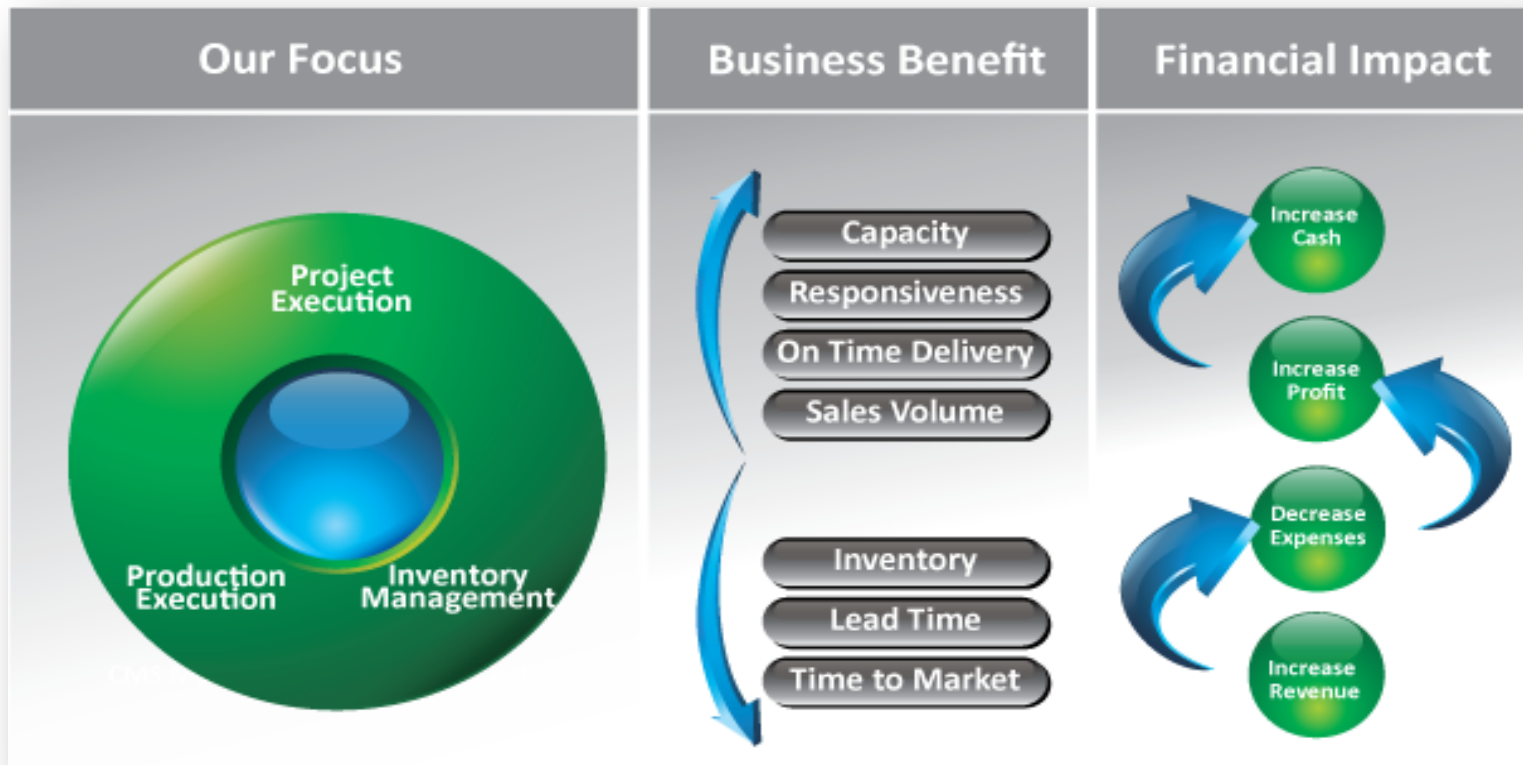 Our Focus
Business Benefit
Financial Impact
Project
Execution
Production
Execution
Inventory
Management
Capacity
Responsiveness
On Time Delivery
Sales Volume
Inventory
Lead Time
Time to Market
Increase
Cash
Increase
Profit
Decrease
Expenses
Increase
Revenue